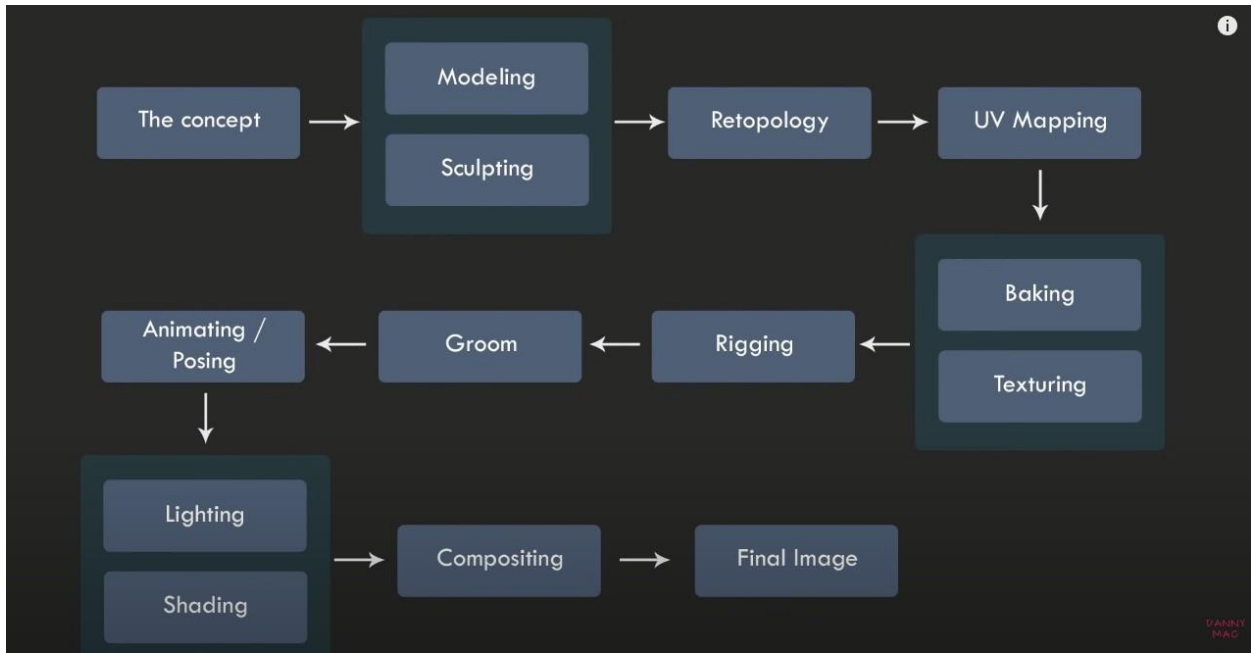 The concept
Modeling
Sculpting
Retopology
UV Mapping
Baking
Texturing
Rigging
Groom
Animating /
Posing
Lighting
Shading
Compositing
Final Image
i
DANNY
MAC